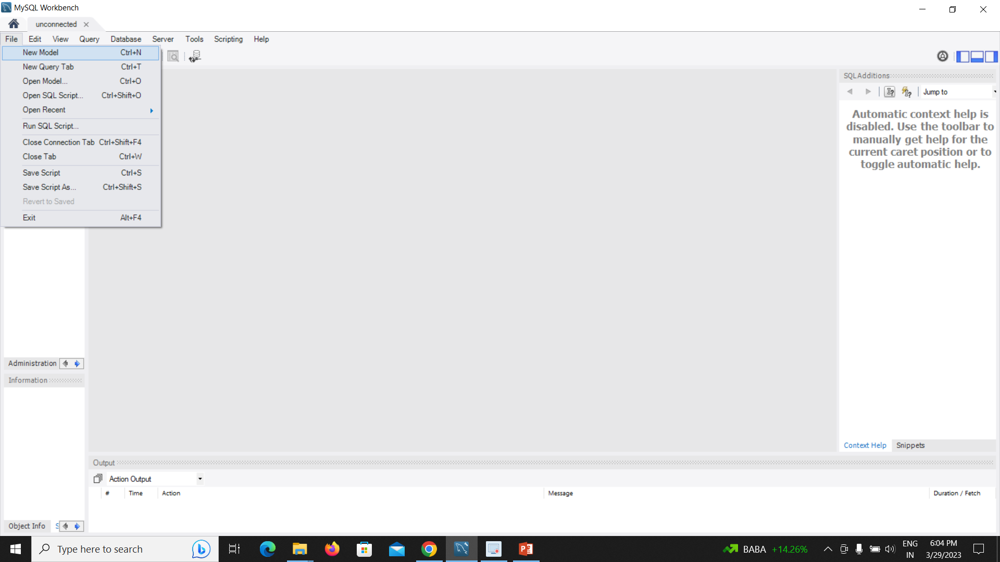 MySQL Workbench
unconnected
File Edit View Query Database Server Tools Scripting Help
New Model Ctrl+N
New Query Tab Ctrl+T
Open Model... Ctrl+O
Open SQL Script... Ctrl+Shift+O
Open Recent
Run SQL Script...
Close Connection Tab Ctrl+Shift+F4
Close Tab Ctrl+W
Save Script Ctrl+S
Save Script As... Ctrl+Shift+S
Revert to Saved
Exit Alt+F4
SQLAdditions
Jump to
Automatic context help is
disabled. Use the toolbar to
manually get help for the
current caret position or to
toggle automatic help.
Administration
Information
Context Help Snippets
Output
Action Output
# Time Action Message Duration / Fetch
Object Info S
Type here to search
BABA +14.26%
ENG
IN
6:04 PM
3/29/2023